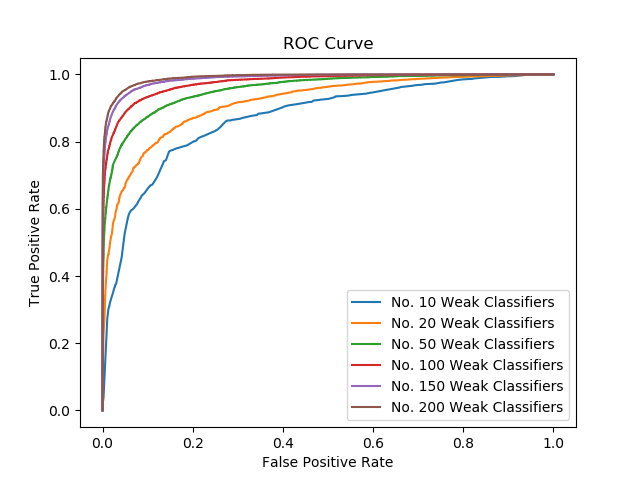 ROC Curve
1.0
0.8
0.6
0.4
0.2
0.0
True Positive Rate
No. 10 Weak Classifiers
No. 20 Weak Classifiers
No. 50 Weak Classifiers
No. 100 Weak Classifiers
No. 150 Weak Classifiers
No. 200 Weak Classifiers
0.0 0.2 0.4 0.6 0.8 1.0
False Positive Rate